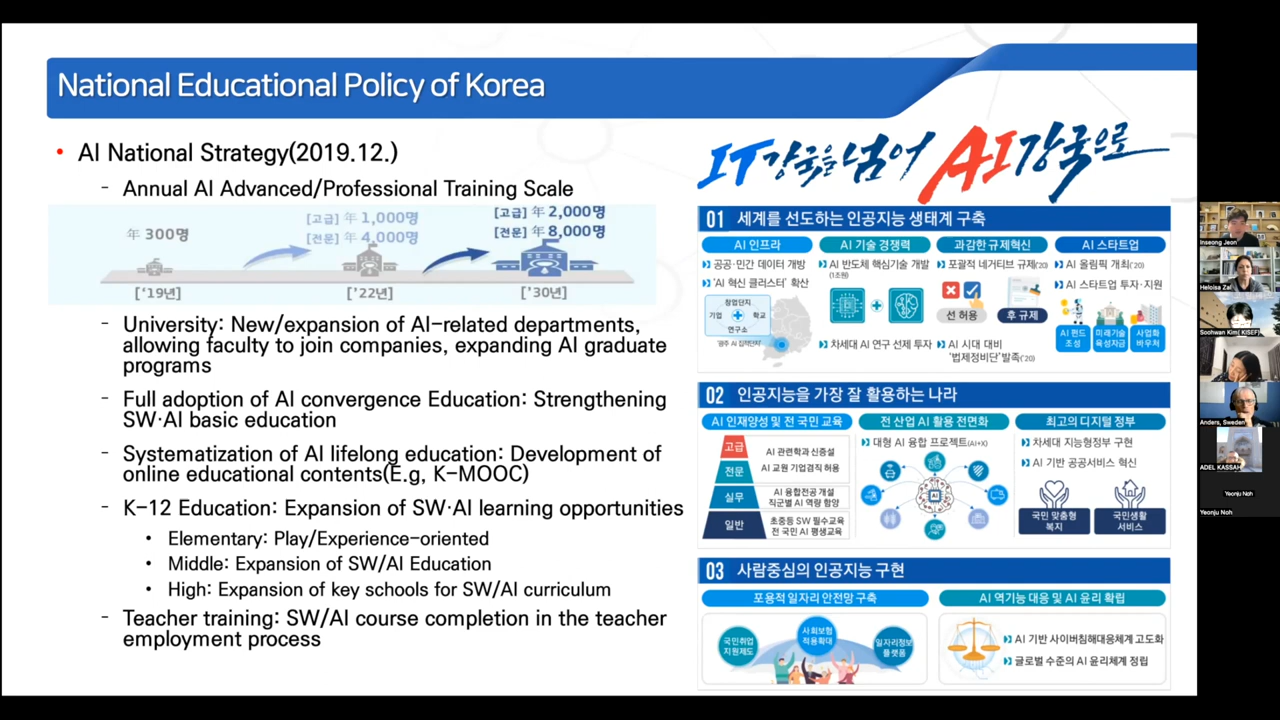 National Educational Policy of Korea
• AI National Strategy(2019.12.)
- Annual AI Advanced/Professional Training Scale
年 300명
[고급] 年 1,000명
[전문] 年 4,000명
[고급] 年 2,000명
[전문] 年 8,000명
['19년]
['22년]
['30년]
- University: New/expansion of AI-related departments,
allowing faculty to join companies, expanding AI graduate
programs
- Full adoption of AI convergence Education: Strengthening
SW·AI basic education
- Systematization of AI lifelong education: Development of
online educational contents(E.g, K-MOOC)
- K-12 Education: Expansion of SW·AI learning opportunities
• Elementary: Play/Experience-oriented
• Middle: Expansion of SW/AI Education
• High: Expansion of key schools for SW/AI curriculum
- Teacher training: SW/AI course completion in the teacher
employment process
IT강국을 넘어 AI강국으로
01 세계를 선도하는 인공지능 생태계 구축
AI 인프라
공공·민간 데이터 개방
'AI 혁신 클러스터' 확산
창업단지
기업
학교
연구소
'광주 AI 집적단지'
AI 기술 경쟁력
AI 반도체 핵심기술 개발
(1조원)
차세대 AI 연구 선제 투자
과감한 규제혁신
포괄적 네거티브 규제('20)
선 허용
후 규제
AI 시대 대비
'법제정비단'발족('20)
AI 스타트업
AI 올림픽 개최('20)
AI 스타트업 투자·지원
AI 펀드
조성
미래기술
육성자금
사업화
바우처
02 인공지능을 가장 잘 활용하는 나라
AI 인재양성 및 전 국민 교육
고급
AI 관련학과 신증설
전문
AI 교원 기업겸직 허용
실무
AI 융합전공 개설
직군별 AI 역량 함양
일반
초중등 SW 필수교육
전 국민 AI 평생교육
전 산업 AI 활용 전면화
대형 AI 융합 프로젝트(AI+X)
AI
최고의 디지털 정부
차세대 지능형정부 구현
AI 기반 공공서비스 혁신
국민 맞춤형
복지
국민생활
서비스
03 사람중심의 인공지능 구현
포용적 일자리 안전망 구축
국민취업
지원제도
사회보험
적용확대
일자리정보
플랫폼
AI 역기능 대응 및 AI 윤리 확립
AI 기반 사이버침해대응체계 고도화
글로벌 수준의 AI 윤리체계 정립
Inseong Jeon
Heloisa Zal
Soohwan Kim( KISEF)
Anders, Sweden
ADEL KASSAH
Yeonju Noh
Yeonju Noh